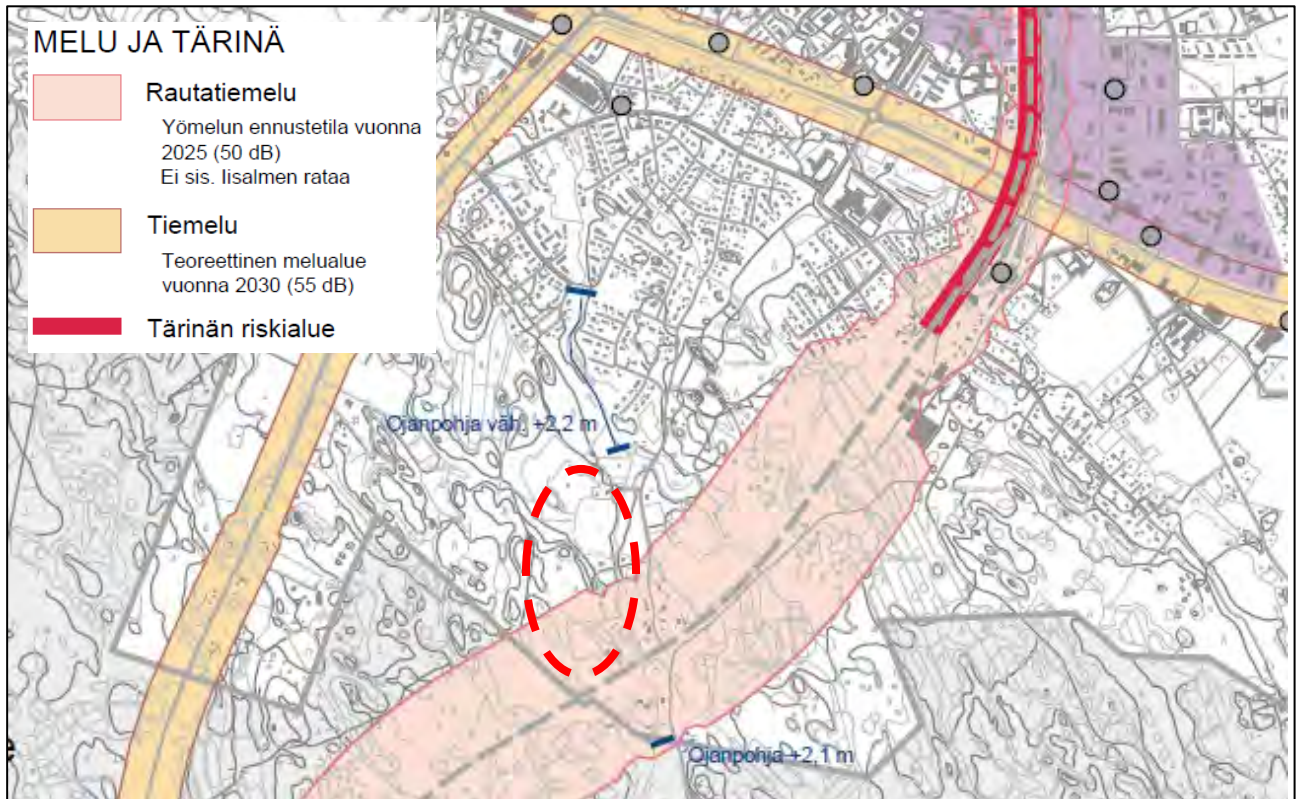 MELU JA TÄRINÄ
Rautatiemelu
Yömelun ennustetila vuonna
2025 (50 dB)
Ei sis. Iisalmen rataa
Tiemelu
Teoreettinen melualue
vuonna 2030 (55 dB)
Tärinän riskialue
Ojanpohja väh. +2,2 m
Ojanpohja +2,1 m